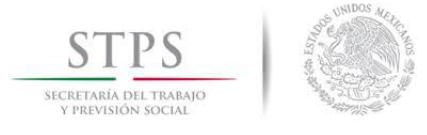 STPS
SECRETARÍA DEL TRABAJO
Y PREVISIÓN SOCIAL
ESTADOS UNIDOS MEXICANOS